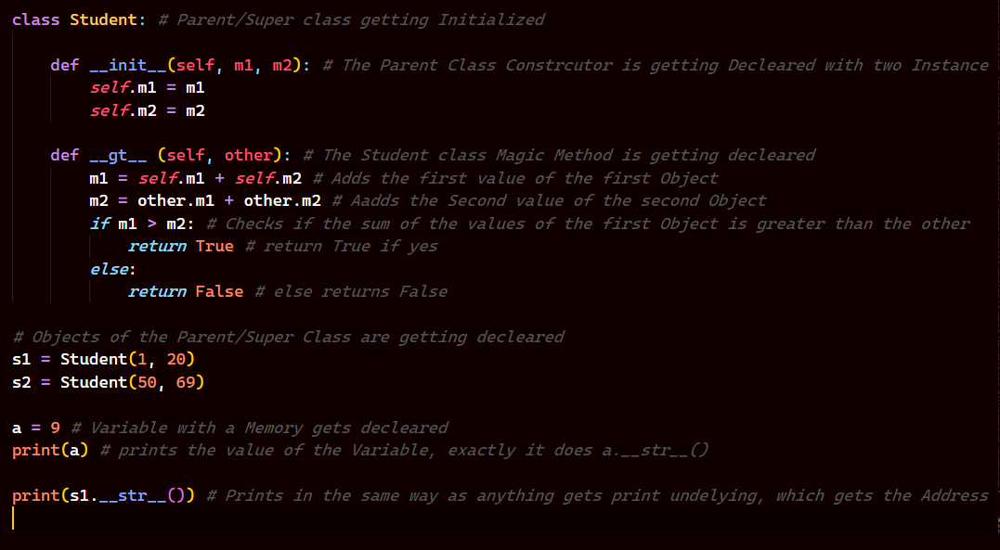 class Student: # Parent/Super class getting Initialized
def __init__(self, m1, m2): # The Parent Class Constrcutor is getting Decleared with two Instance
self.m1 = m1
self.m2 = m2
def __gt__ (self, other): # The Student class Magic Method is getting decleared
m1 = self.m1 + self.m2 # Adds the first value of the first Object
m2 = other.m1 + other.m2 # Aadds the Second value of the second Object
if m1 > m2: # Checks if the sum of the values of the first Object is greater than the other
return True # return True if yes
else:
return False # else returns False
# Objects of the Parent/Super Class are getting decleared
s1 = Student(1, 20)
s2 = Student(50, 69)
a = 9 # Variable with a Memory gets decleared
print(a) # prints the value of the Variable, exactly it does a.__str__()
print(s1.__str__()) # Prints in the same way as anything gets print undelying, which gets the Address